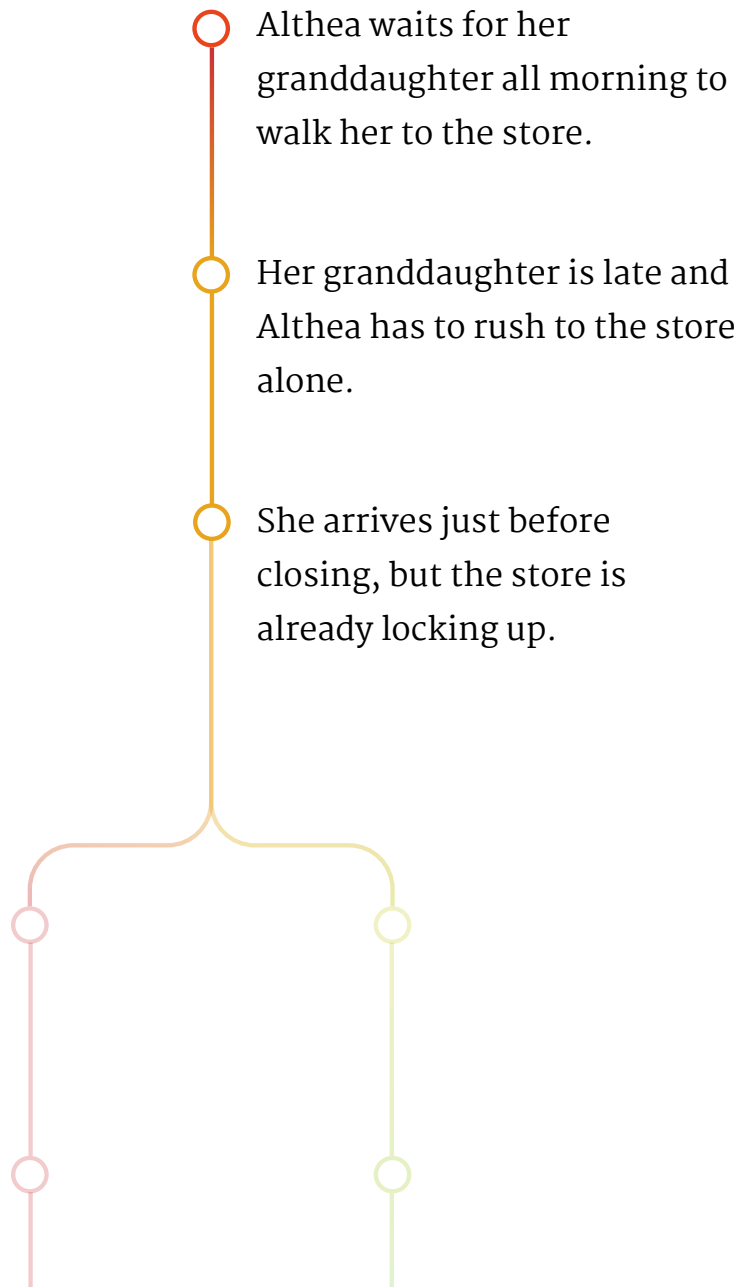 Althea waits for her
granddaughter all morning to
walk her to the store.
Her granddaughter is late and
Althea has to rush to the store
alone.
She arrives just before
closing, but the store is
already locking up.